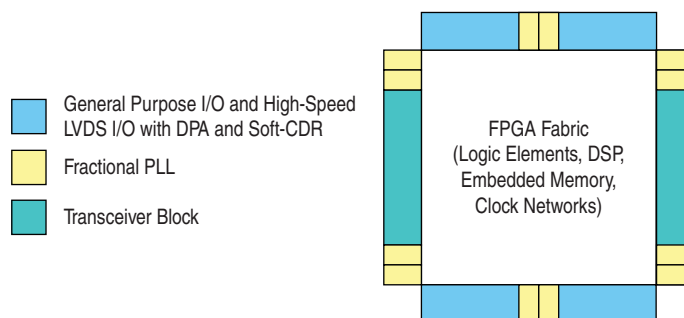 General Purpose I/O and High-Speed
LVDS I/O with DPA and Soft-CDR
Fractional PLL
Transceiver Block
FPGA Fabric
(Logic Elements, DSP,
Embedded Memory,
Clock Networks)